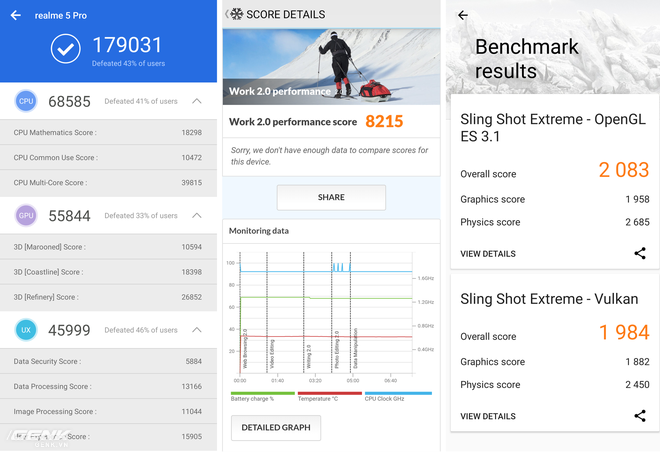 realme 5 Pro
179031
Defeated 43% of users
CPU
68585
Defeated 41% of users
CPU Mathematics Score :
18298
CPU Common Use Score :
10472
CPU Multi-Core Score :
39815
GPU
55844
Defeated 33% of users
3D [Marooned] Score :
10594
3D [Coastline] Score :
18398
3D [Refinery] Score :
26852
UX
45999
Defeated 46% of users
Data Security Score :
5884
Data Processing Score :
13166
Image Processing Score :
11044
15905
SCORE DETAILS
Work 2.0 performance
Work 2.0 performance score 8215
Sorry, we don't have enough data to compare scores for
this device.
SHARE
Monitoring data
100
80
60
40
20
1.6GHz
1.2GHz
0.8GHz
0.4GHz
Web Browsing 2.0
Video Editing
Writing 2.0
Photo Editing 2.0
Data Manipulation
00:00
01:40
03:20
05:00
06:40
Battery charge %
Temperature °C
CPU Clock GHz
DETAILED GRAPH
Benchmark
results
Sling Shot Extreme - OpenGL
ES 3.1
Overall score
2 083
Graphics score
1 958
Physics score
2 685
VIEW DETAILS
Sling Shot Extreme - Vulkan
Overall score
1 984
Graphics score
1 882
Physics score
2 450
VIEW DETAILS